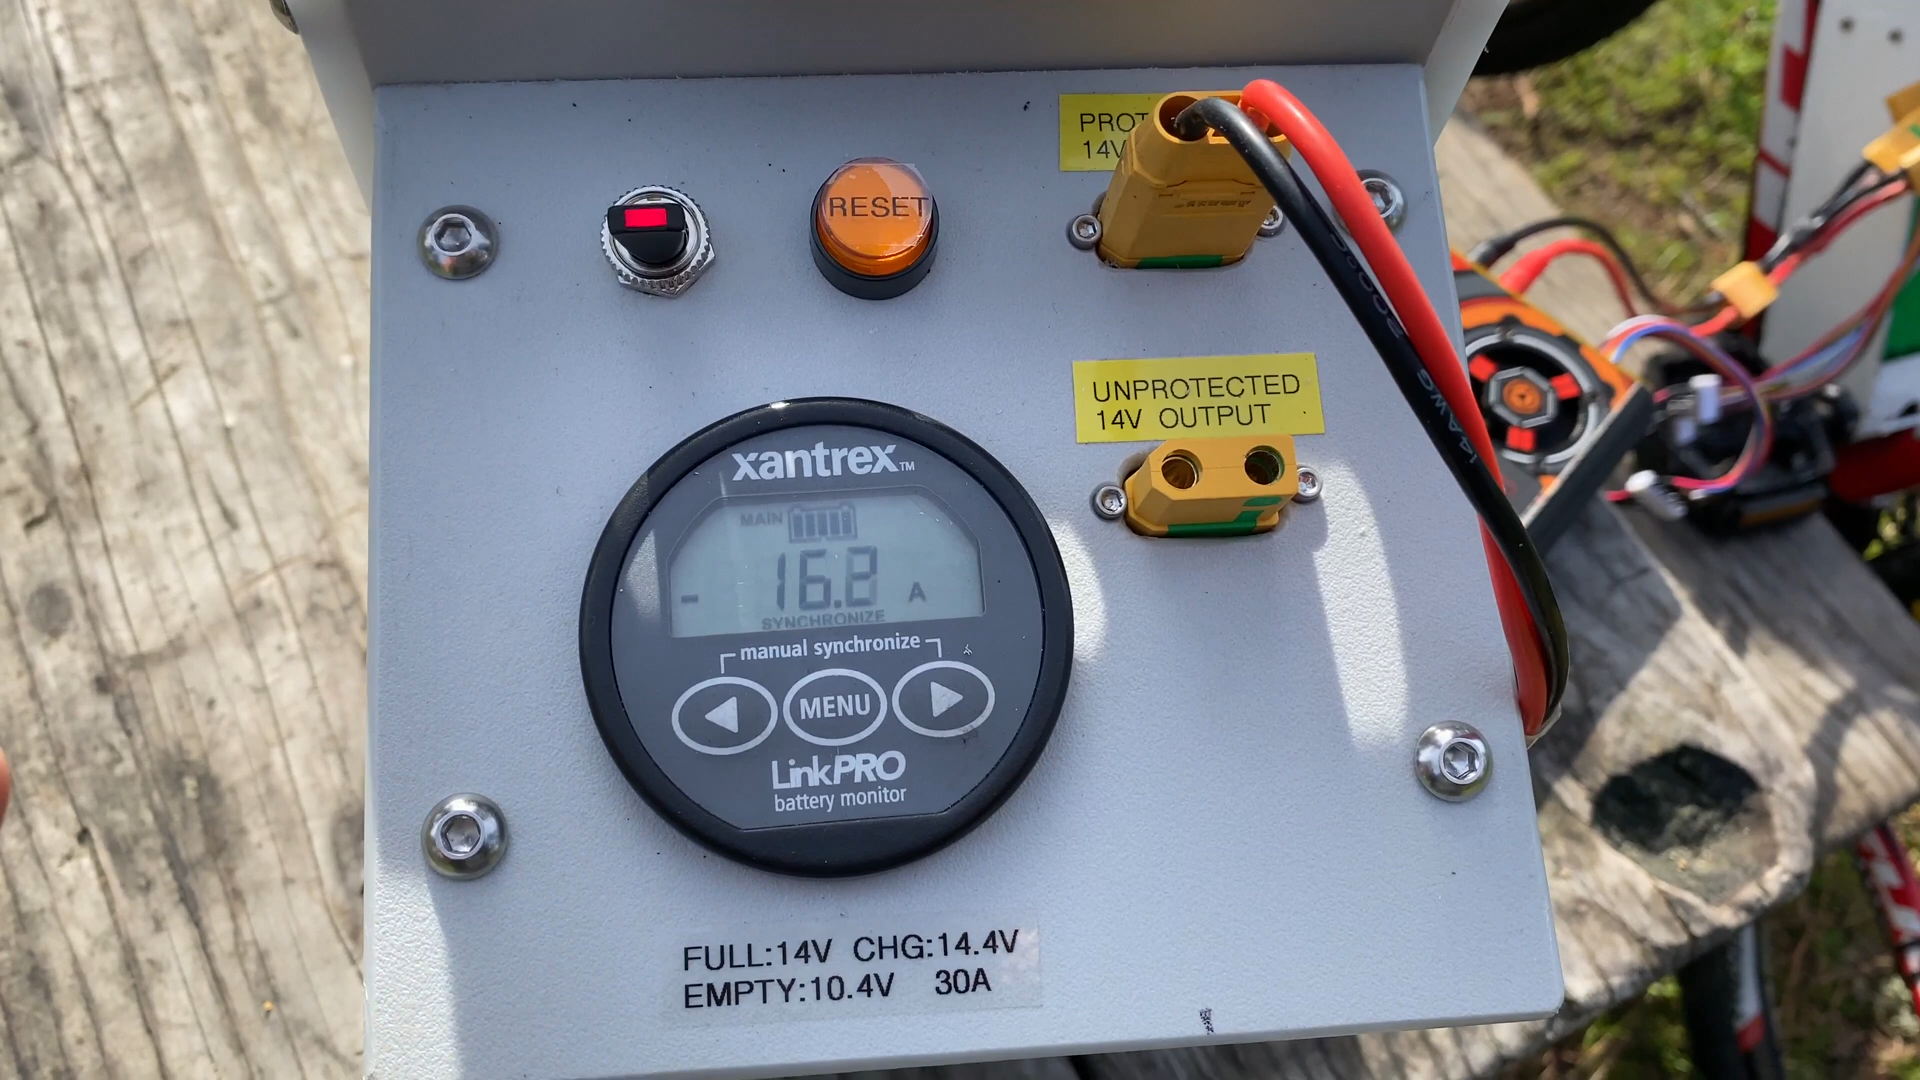 PROT
14V
RESET
UNPROTECTED
14V OUTPUT
xantrex™
MAIN
- 16.2 A
SYNCHRONIZE
manual synchronize
MENU
LinkPRO
battery monitor
14AWG
FULL:14V CHG:14.4V
EMPTY:10.4V 30A